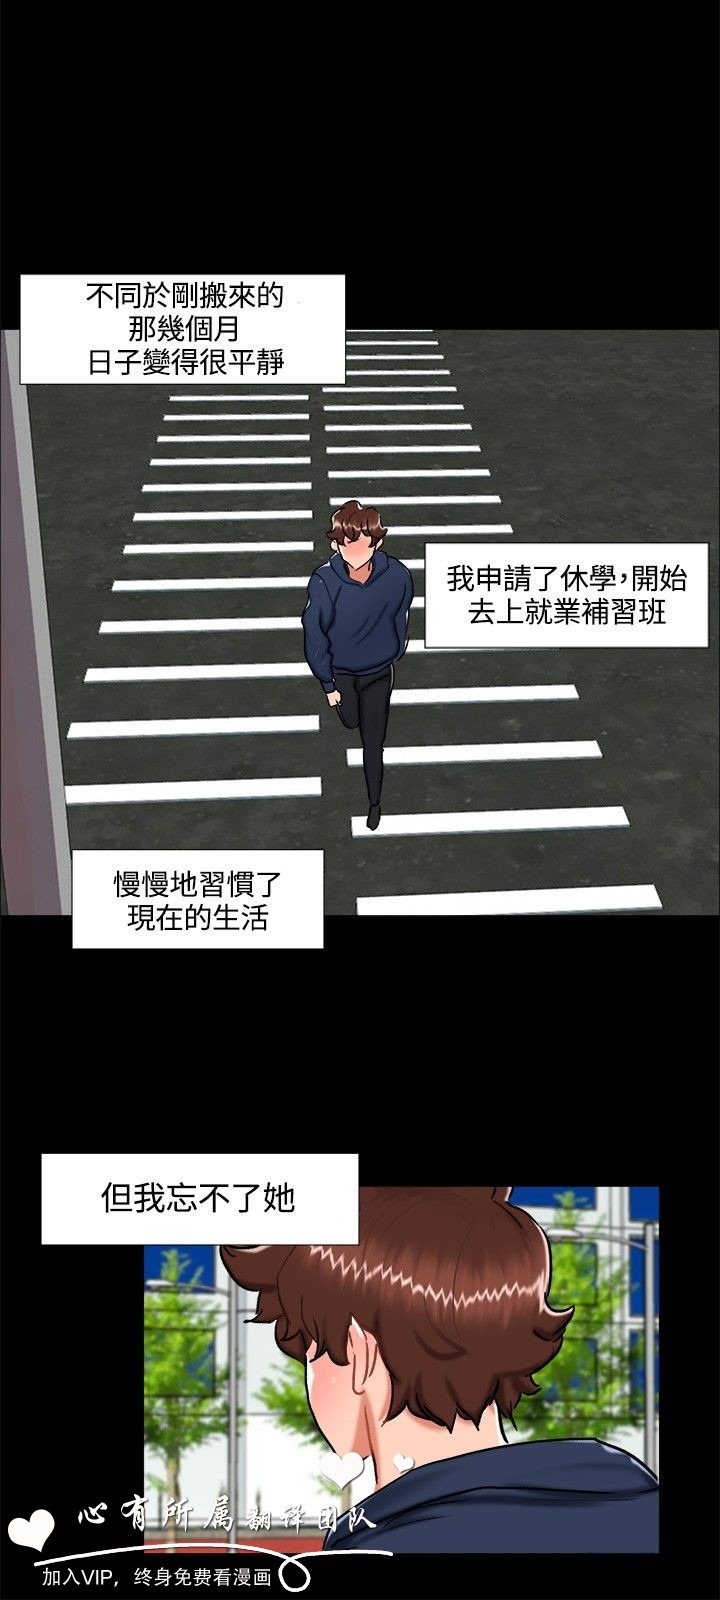 不同於剛搬來的
那幾個月
日子變得很平靜
我申請了休學，開始
去上就業補習班
慢慢地習慣了
現在的生活
但我忘不了她
心有所属翻译团队
加入VIP，终身免费看漫画